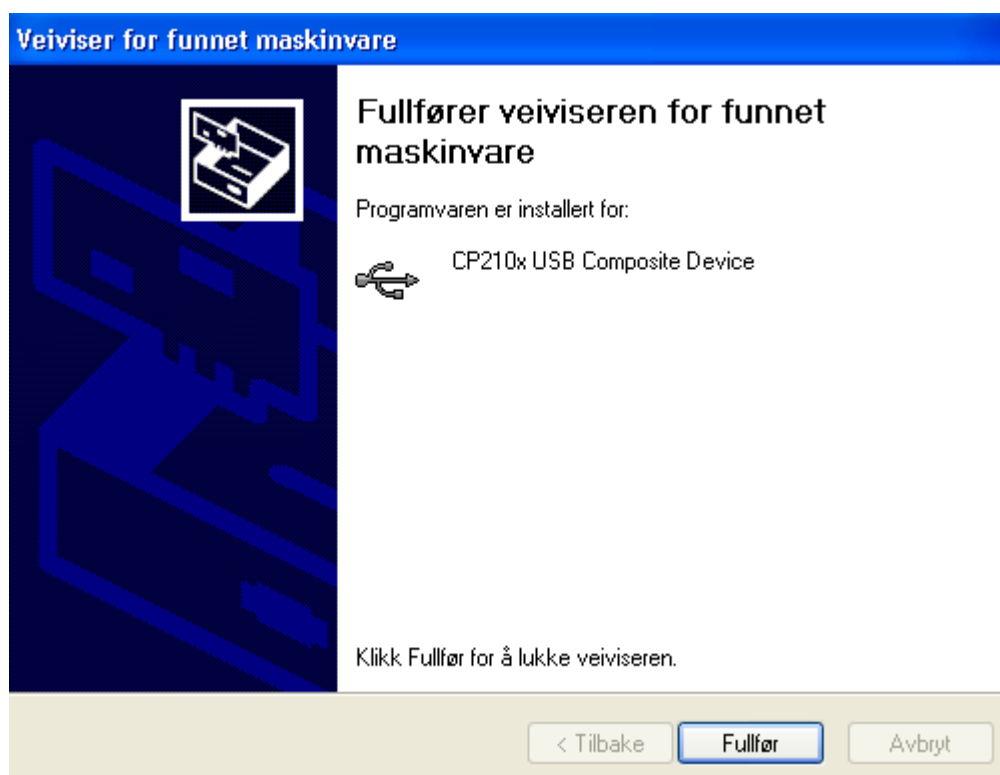 Veiviser for funnet maskinvare
Fullfører veiviseren for funnet
maskinvare
Programvaren er installert for:
CP210x USB Composite Device
Klikk Fullfør for å lukke veiviseren.
< Tilbake
Fullfør
Avbryt